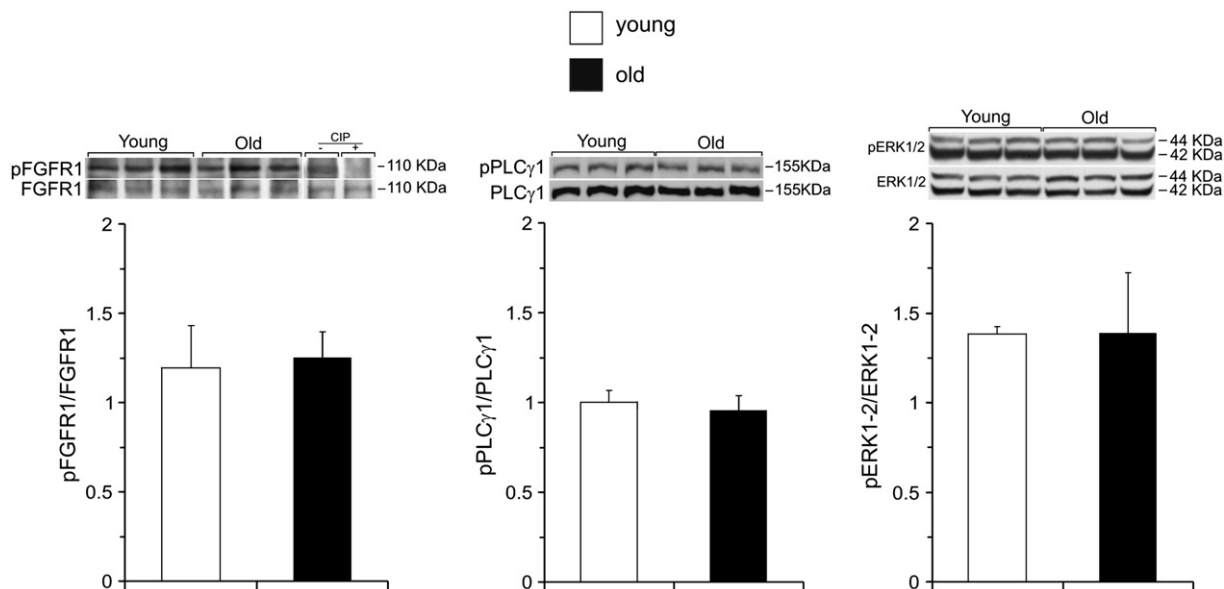 young
old
Young Old CIP
- +
pFGFR1 -110 KDa
FGFR1 -110 KDa
Young Old
pPLCγ1 -155KDa
PLCγ1 -155KDa
Young Old
pERK1/2 -44 KDa
-42 KDa
ERK1/2 -44 KDa
-42 KDa
pFGFR1/FGFR1
2
1.5
1
0.5
0
pPLCγ1/PLCγ1
2
1.5
1
0.5
0
pERK1-2/ERK1-2
2
1.5
1
0.5
0